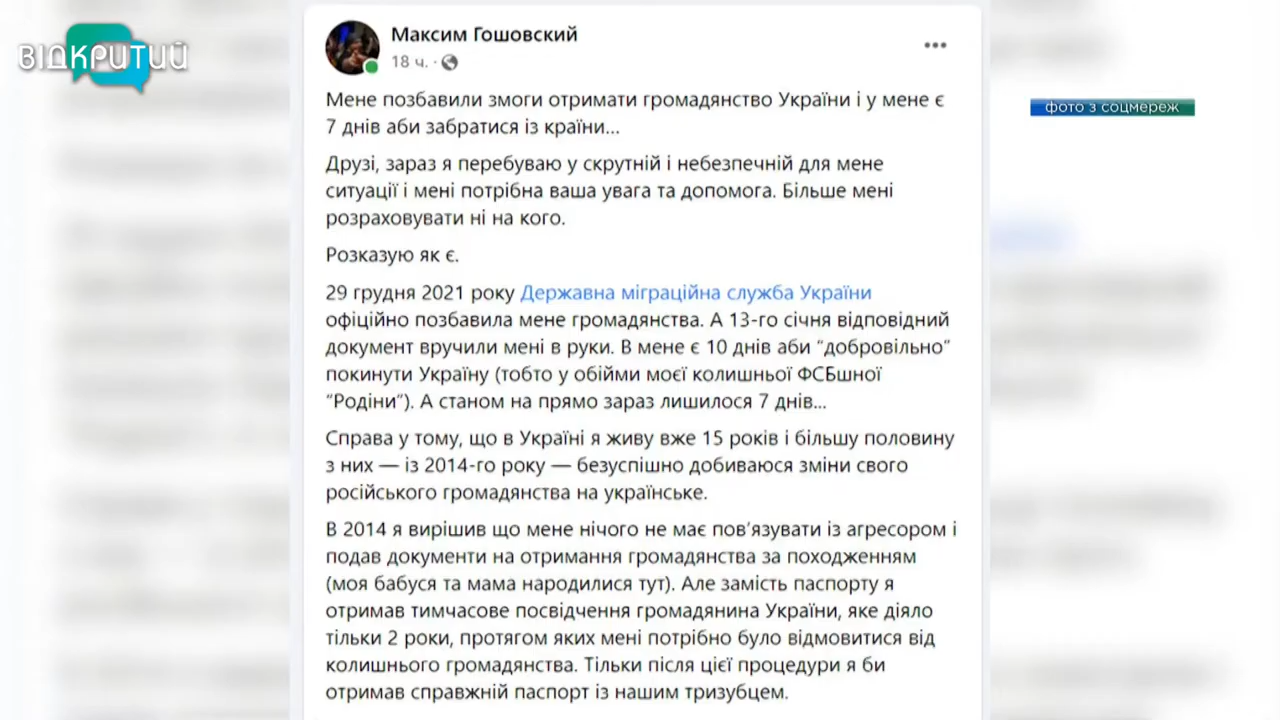 ВІДКРИТИЙ
Максим Гошовский
18 ч. ·
фото з соцмереж
Мене позбавили змоги отримати громадянство України і у мене є
7 днів аби забратися із країни...
Друзі, зараз я перебуваю у скрутній і небезпечній для мене
ситуації і мені потрібна ваша увага та допомога. Більше мені
розраховувати ні на кого.
Розказую як є.
29 грудня 2021 року Державна міграційна служба України
офіційно позбавила мене громадянства. А 13-го січня відповідний
документ вручили мені в руки. В мене є 10 днів аби “добровільно”
покинути Україну (тобто у обійми моєї колишньої ФСБшної
“Родіни”). А станом на прямо зараз лишилося 7 днів...
Справа у тому, що в Україні я живу вже 15 років і більшу половину
з них — із 2014-го року — безуспішно добиваюся зміни свого
російського громадянства на українське.
В 2014 я вирішив що мене нічого не має пов’язувати із агресором і
подав документи на отримання громадянства за походженням
(моя бабуся та мама народилися тут). Але замість паспорту я
отримав тимчасове посвідчення громадянина України, яке діяло
тільки 2 роки, протягом яких мені потрібно було відмовитися від
колишнього громадянства. Тільки після цієї процедури я би
отримав справжній паспорт із нашим тризубцем.